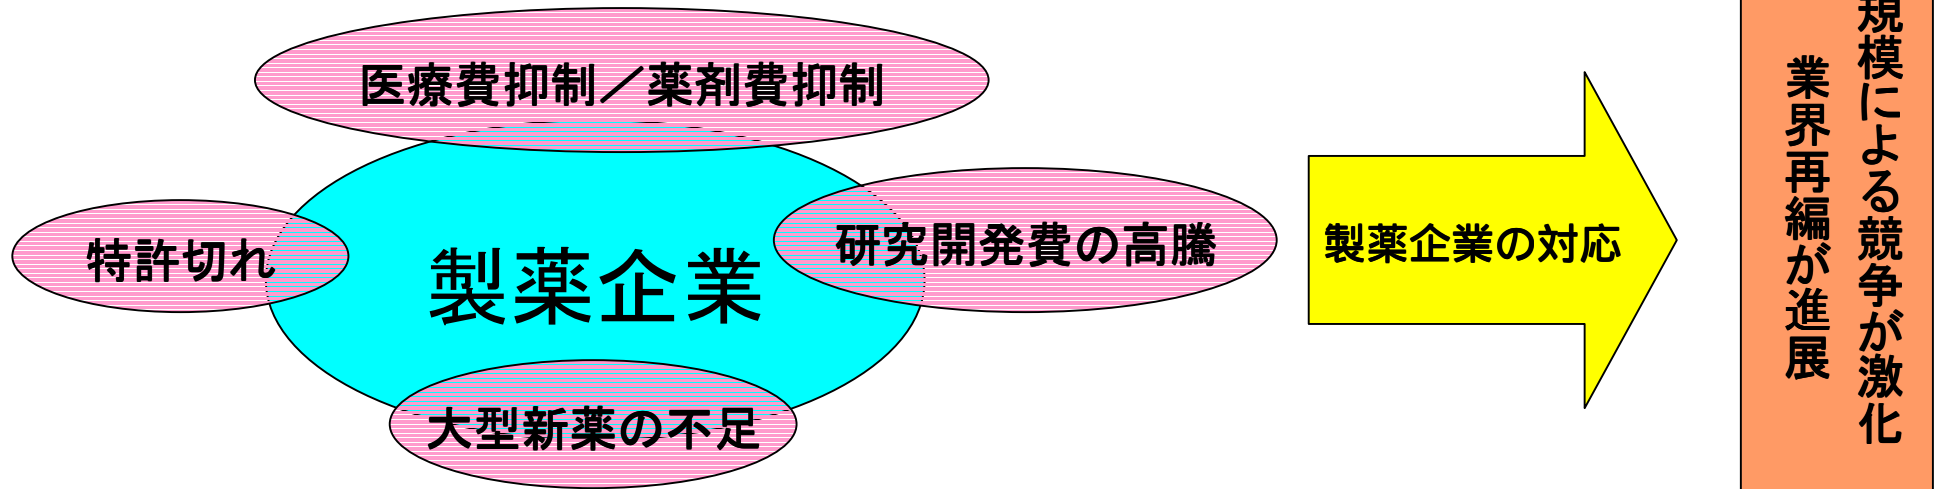 医療費抑制／薬剤費抑制
特許切れ
製薬企業
研究開発費の高騰
大型新薬の不足
製薬企業の対応
規模による競争が激化
業界再編が進展